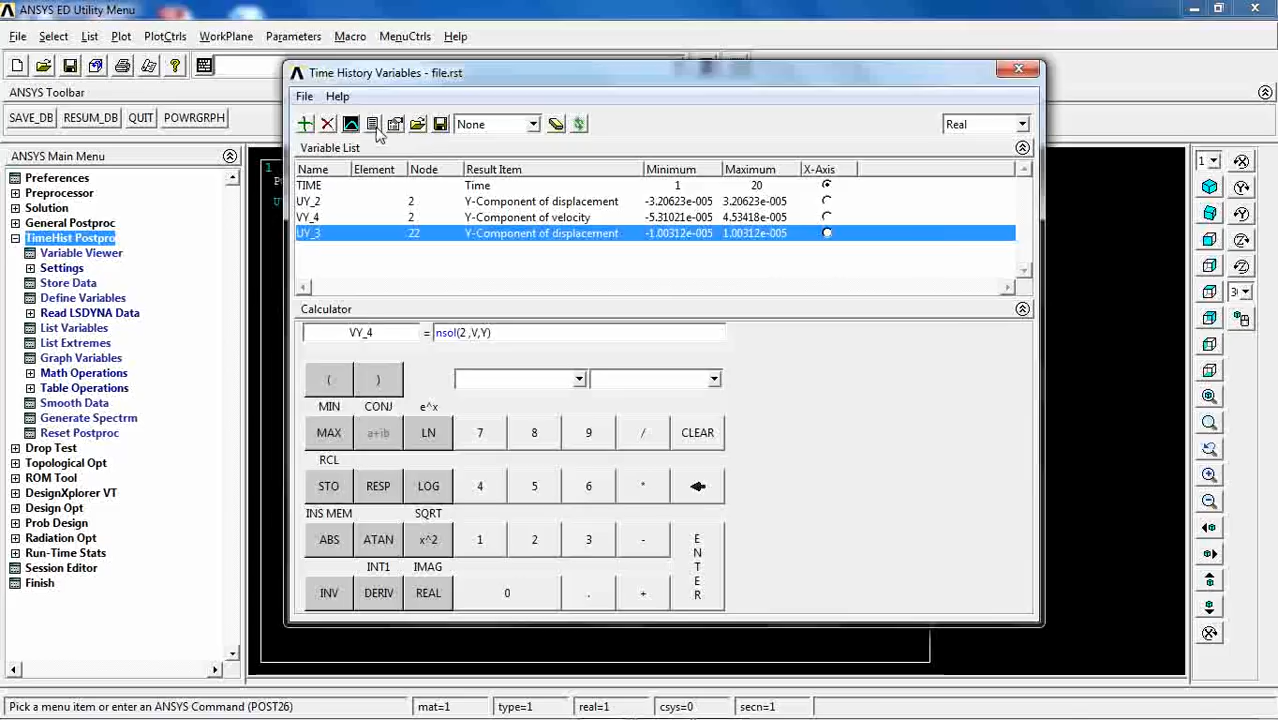 ANSYS ED Utility Menu
File Select List Plot PlotCtrls WorkPlane Parameters Macro MenuCtrls Help
ANSYS Toolbar
SAVE_DB RESUM_DB QUIT POWRGRPH
ANSYS Main Menu
Preferences
Preprocessor
Solution
General Postproc
TimeHist Postpro
Variable Viewer
Settings
Store Data
Define Variables
Read LSDYNA Data
List Variables
List Extremes
Graph Variables
Math Operations
Table Operations
Smooth Data
Generate Spectrm
Reset Postproc
Drop Test
Topological Opt
ROM Tool
DesignXplorer VT
Design Opt
Prob Design
Radiation Opt
Run-Time Stats
Session Editor
Finish
1
Time History Variables - file.rst
File Help
None Real
Variable List
Name Element Node Result Item Minimum Maximum X-Axis
TIME Time 1 20
UY_2 2 Y-Component of displacement -3.20623e-005 3.20623e-005
VY_4 2 Y-Component of velocity -5.31021e-005 4.53418e-005
UY_3 22 Y-Component of displacement -1.00312e-005 1.00312e-005
Calculator
VY_4 = nsol(2 ,V,Y)
( )
MIN CONJ e^x
MAX a+ib LN 7 8 9 / CLEAR
RCL
STO RESP LOG 4 5 6 *
INS MEM SQRT
ABS ATAN x^2 1 2 3 - ENTER
INT1 IMAG
INV DERIV REAL 0 . +
1
Pick a menu item or enter an ANSYS Command (POST26) mat=1 type=1 real=1 csys=0 secn=1